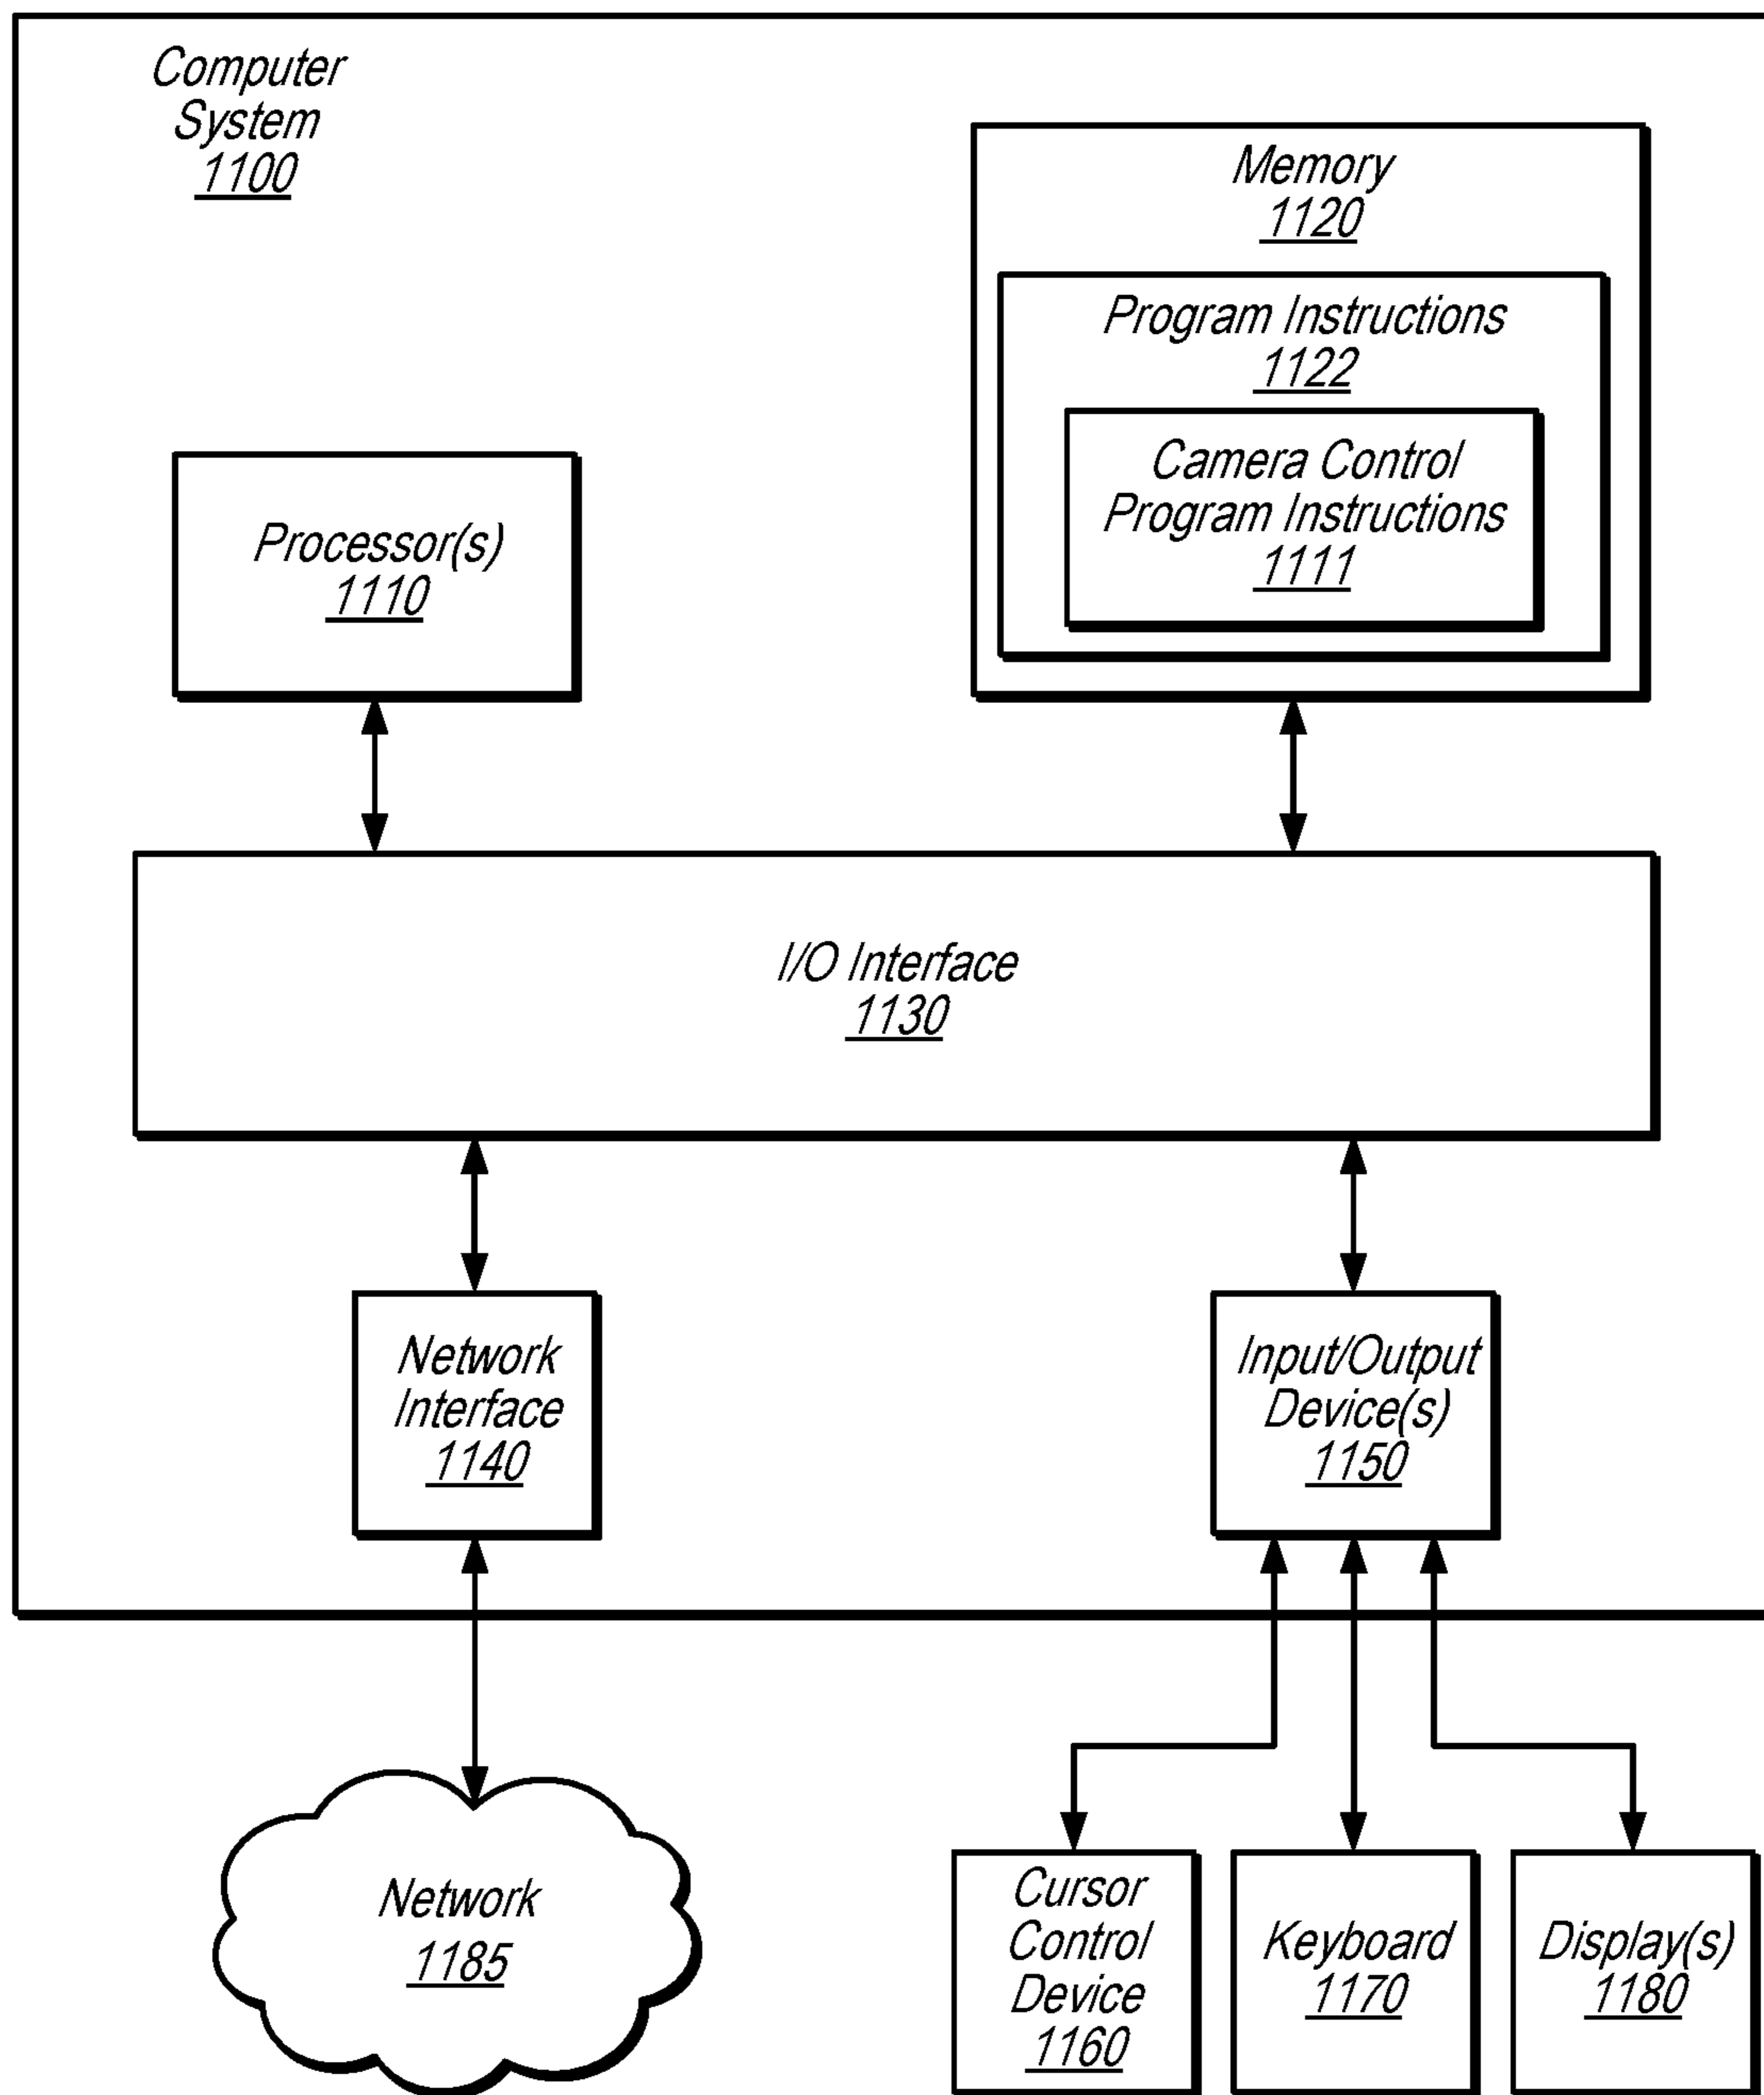 Computer
System
1100
Memory
1120
Program Instructions
1122
Camera Control
Program Instructions
1111
Processor(s)
1110
I/O Interface
1130
Network
Interface
1140
Input/Output
Device(s)
1150
Network
1185
Cursor
Control
Device
1160
Keyboard
1170
Display(s)
1180